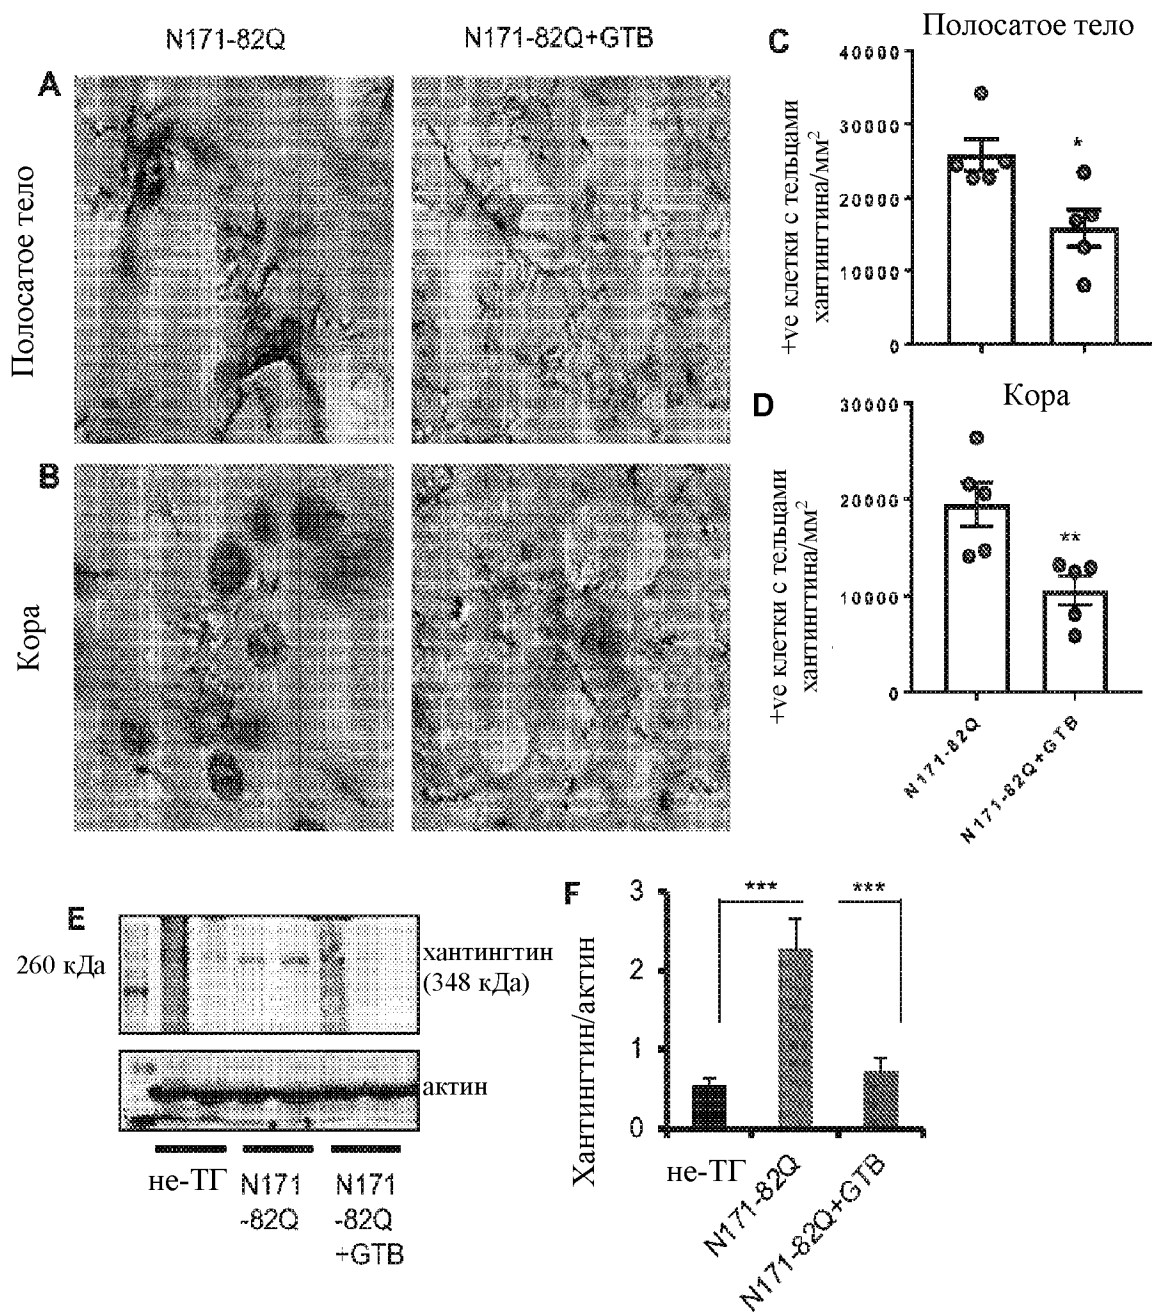 N171-82Q
N171-82Q+GTB
A
Полосатое тело
B
Кора
C
Полосатое тело
+ve клетки с тельцами
хантингтина/мм2
40000
30000
20000
10000
0
*
D
Кора
+ve клетки с тельцами
хантингтина/мм2
30000
20000
10000
0
**
N171-82Q
N171-82Q+GTB
E
260 кДа
хантингтин
(348 кДа)
актин
не-ТГ
N171
-82Q
N171
-82Q
+GTB
F
Хантингтин/актин
3
2
1
0
***
***
не-ТГ
N171-82Q
N171-82Q+GTB